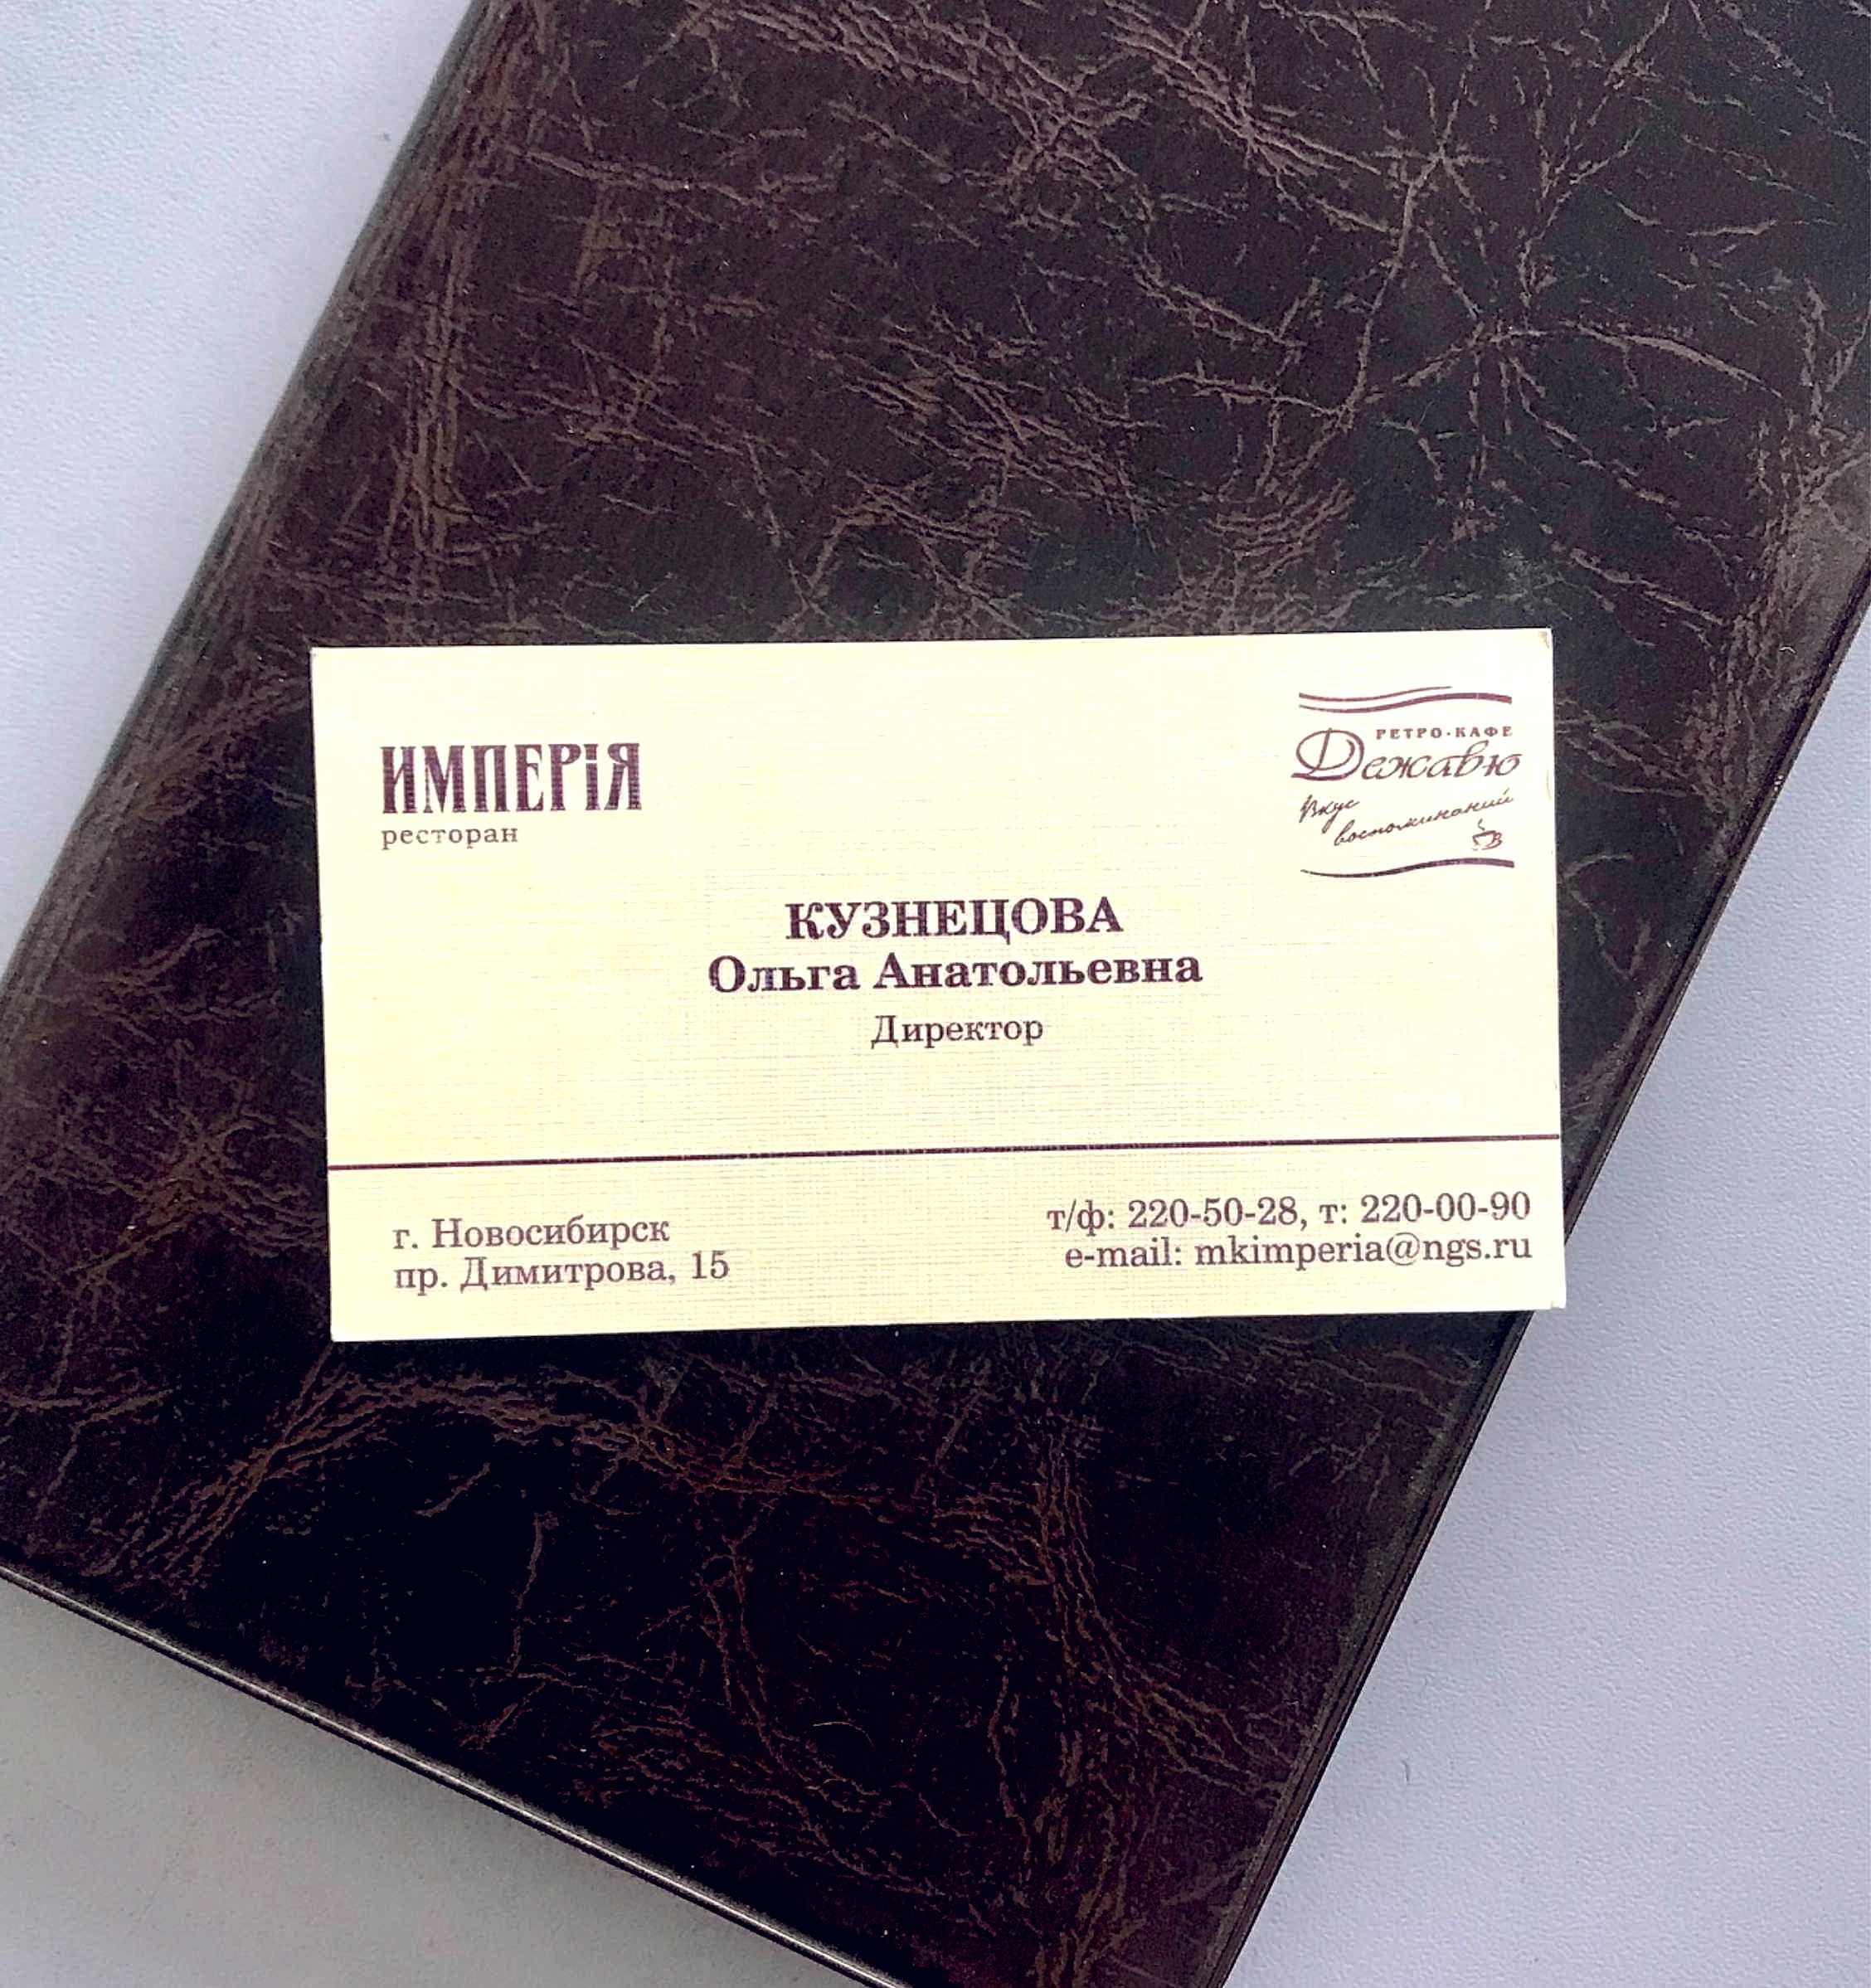 ИМПЕРіЯ
ресторан
РЕТРО·КАФЕ
Дежавю
Вкус
воспоминаний
КУЗНЕЦОВА
Ольга Анатольевна
Директор
г. Новосибирск
пр. Димитрова, 15
т/ф: 220-50-28, т: 220-00-90
e-mail: mkimperia@ngs.ru